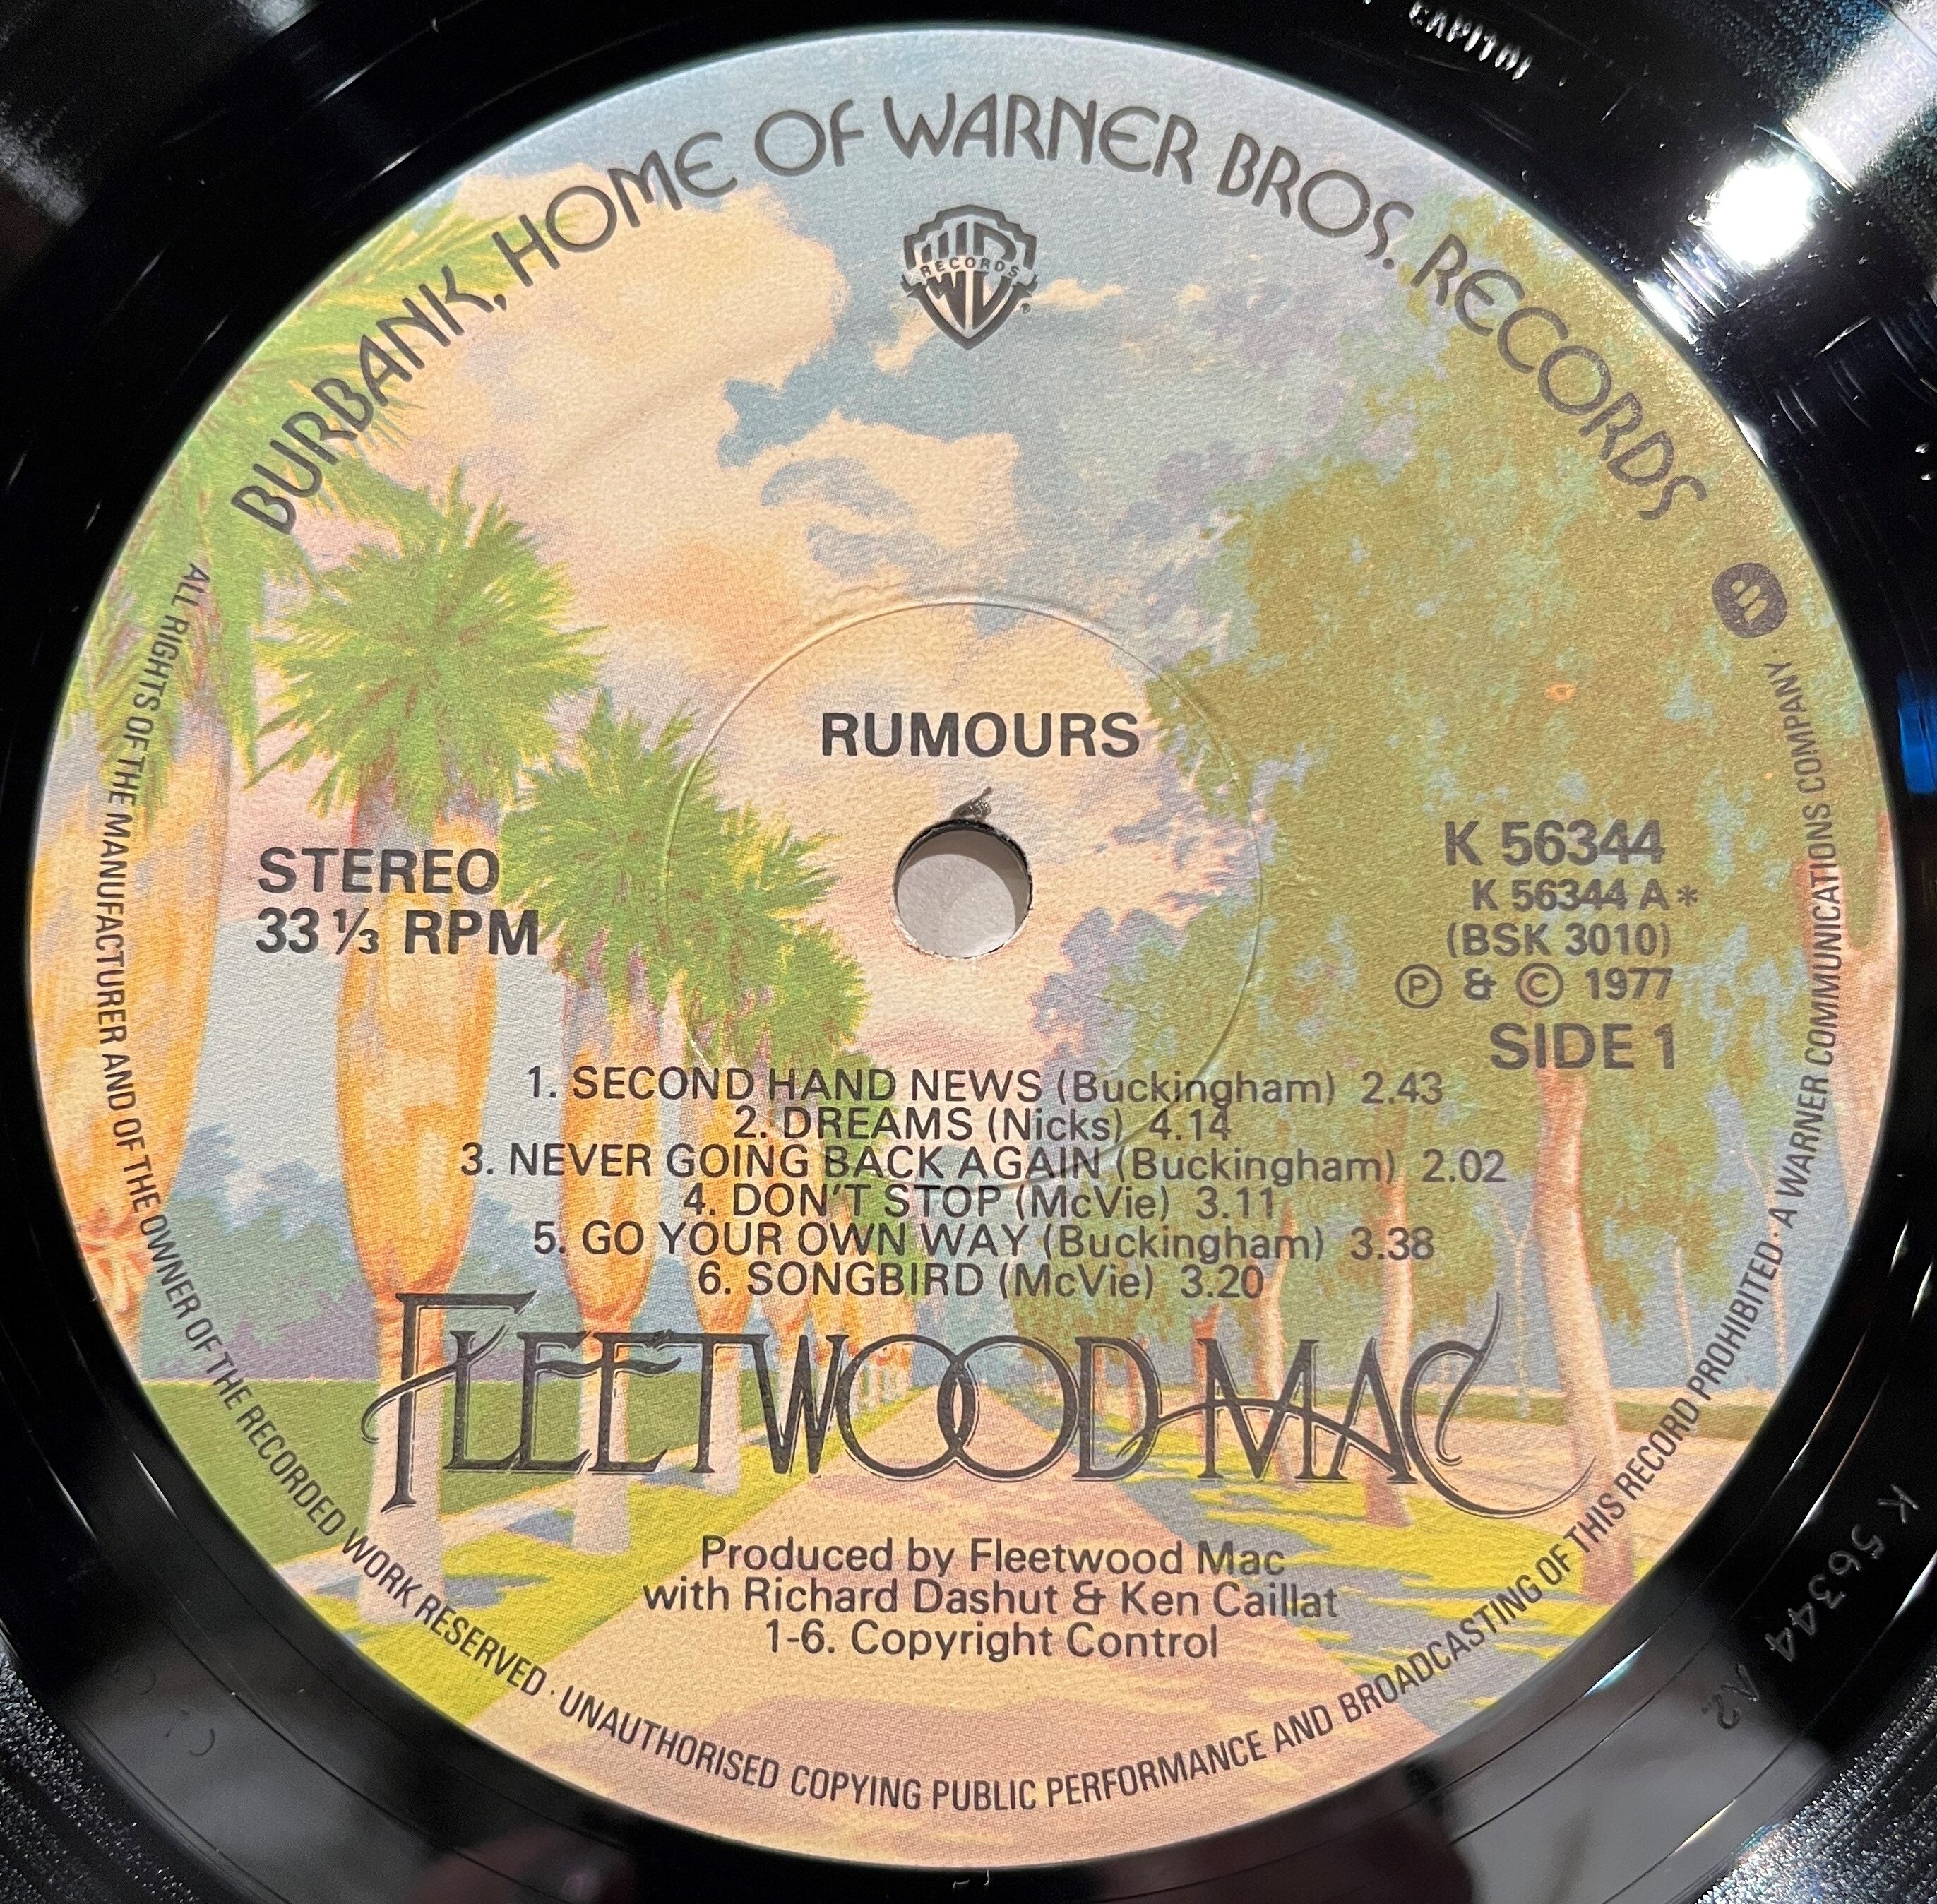 CAPITOL
BURBANK, HOME OF WARNER BROS. RECORDS
RECORDS
RUMOURS
STEREO
33 ⅓ RPM
K 56344
K 56344 A*
(BSK 3010)
Ⓟ & © 1977
SIDE 1
1. SECOND HAND NEWS (Buckingham) 2.43
2. DREAMS (Nicks) 4.14
3. NEVER GOING BACK AGAIN (Buckingham) 2.02
4. DON'T STOP (McVie) 3.11
5. GO YOUR OWN WAY (Buckingham) 3.38
6. SONGBIRD (McVie) 3.20
FLEETWOOD MAC
Produced by Fleetwood Mac
with Richard Dashut & Ken Caillat
1-6. Copyright Control
ALL RIGHTS OF THE MANUFACTURER AND OF THE OWNER OF THE RECORDED WORK RESERVED · UNAUTHORISED COPYING PUBLIC PERFORMANCE AND BROADCASTING OF THIS RECORD PROHIBITED · A WARNER COMMUNICATIONS COMPANY ·
K 56344 A2